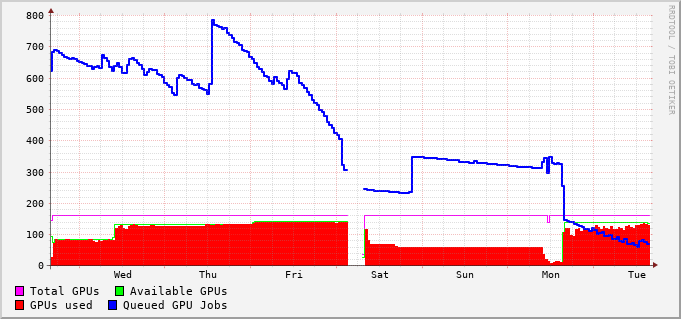 800
700
600
500
400
300
200
100
0
Wed Thu Fri Sat Sun Mon Tue
Total GPUs Available GPUs
GPUs used Queued GPU Jobs
RRDTOOL / TOBI OETIKER